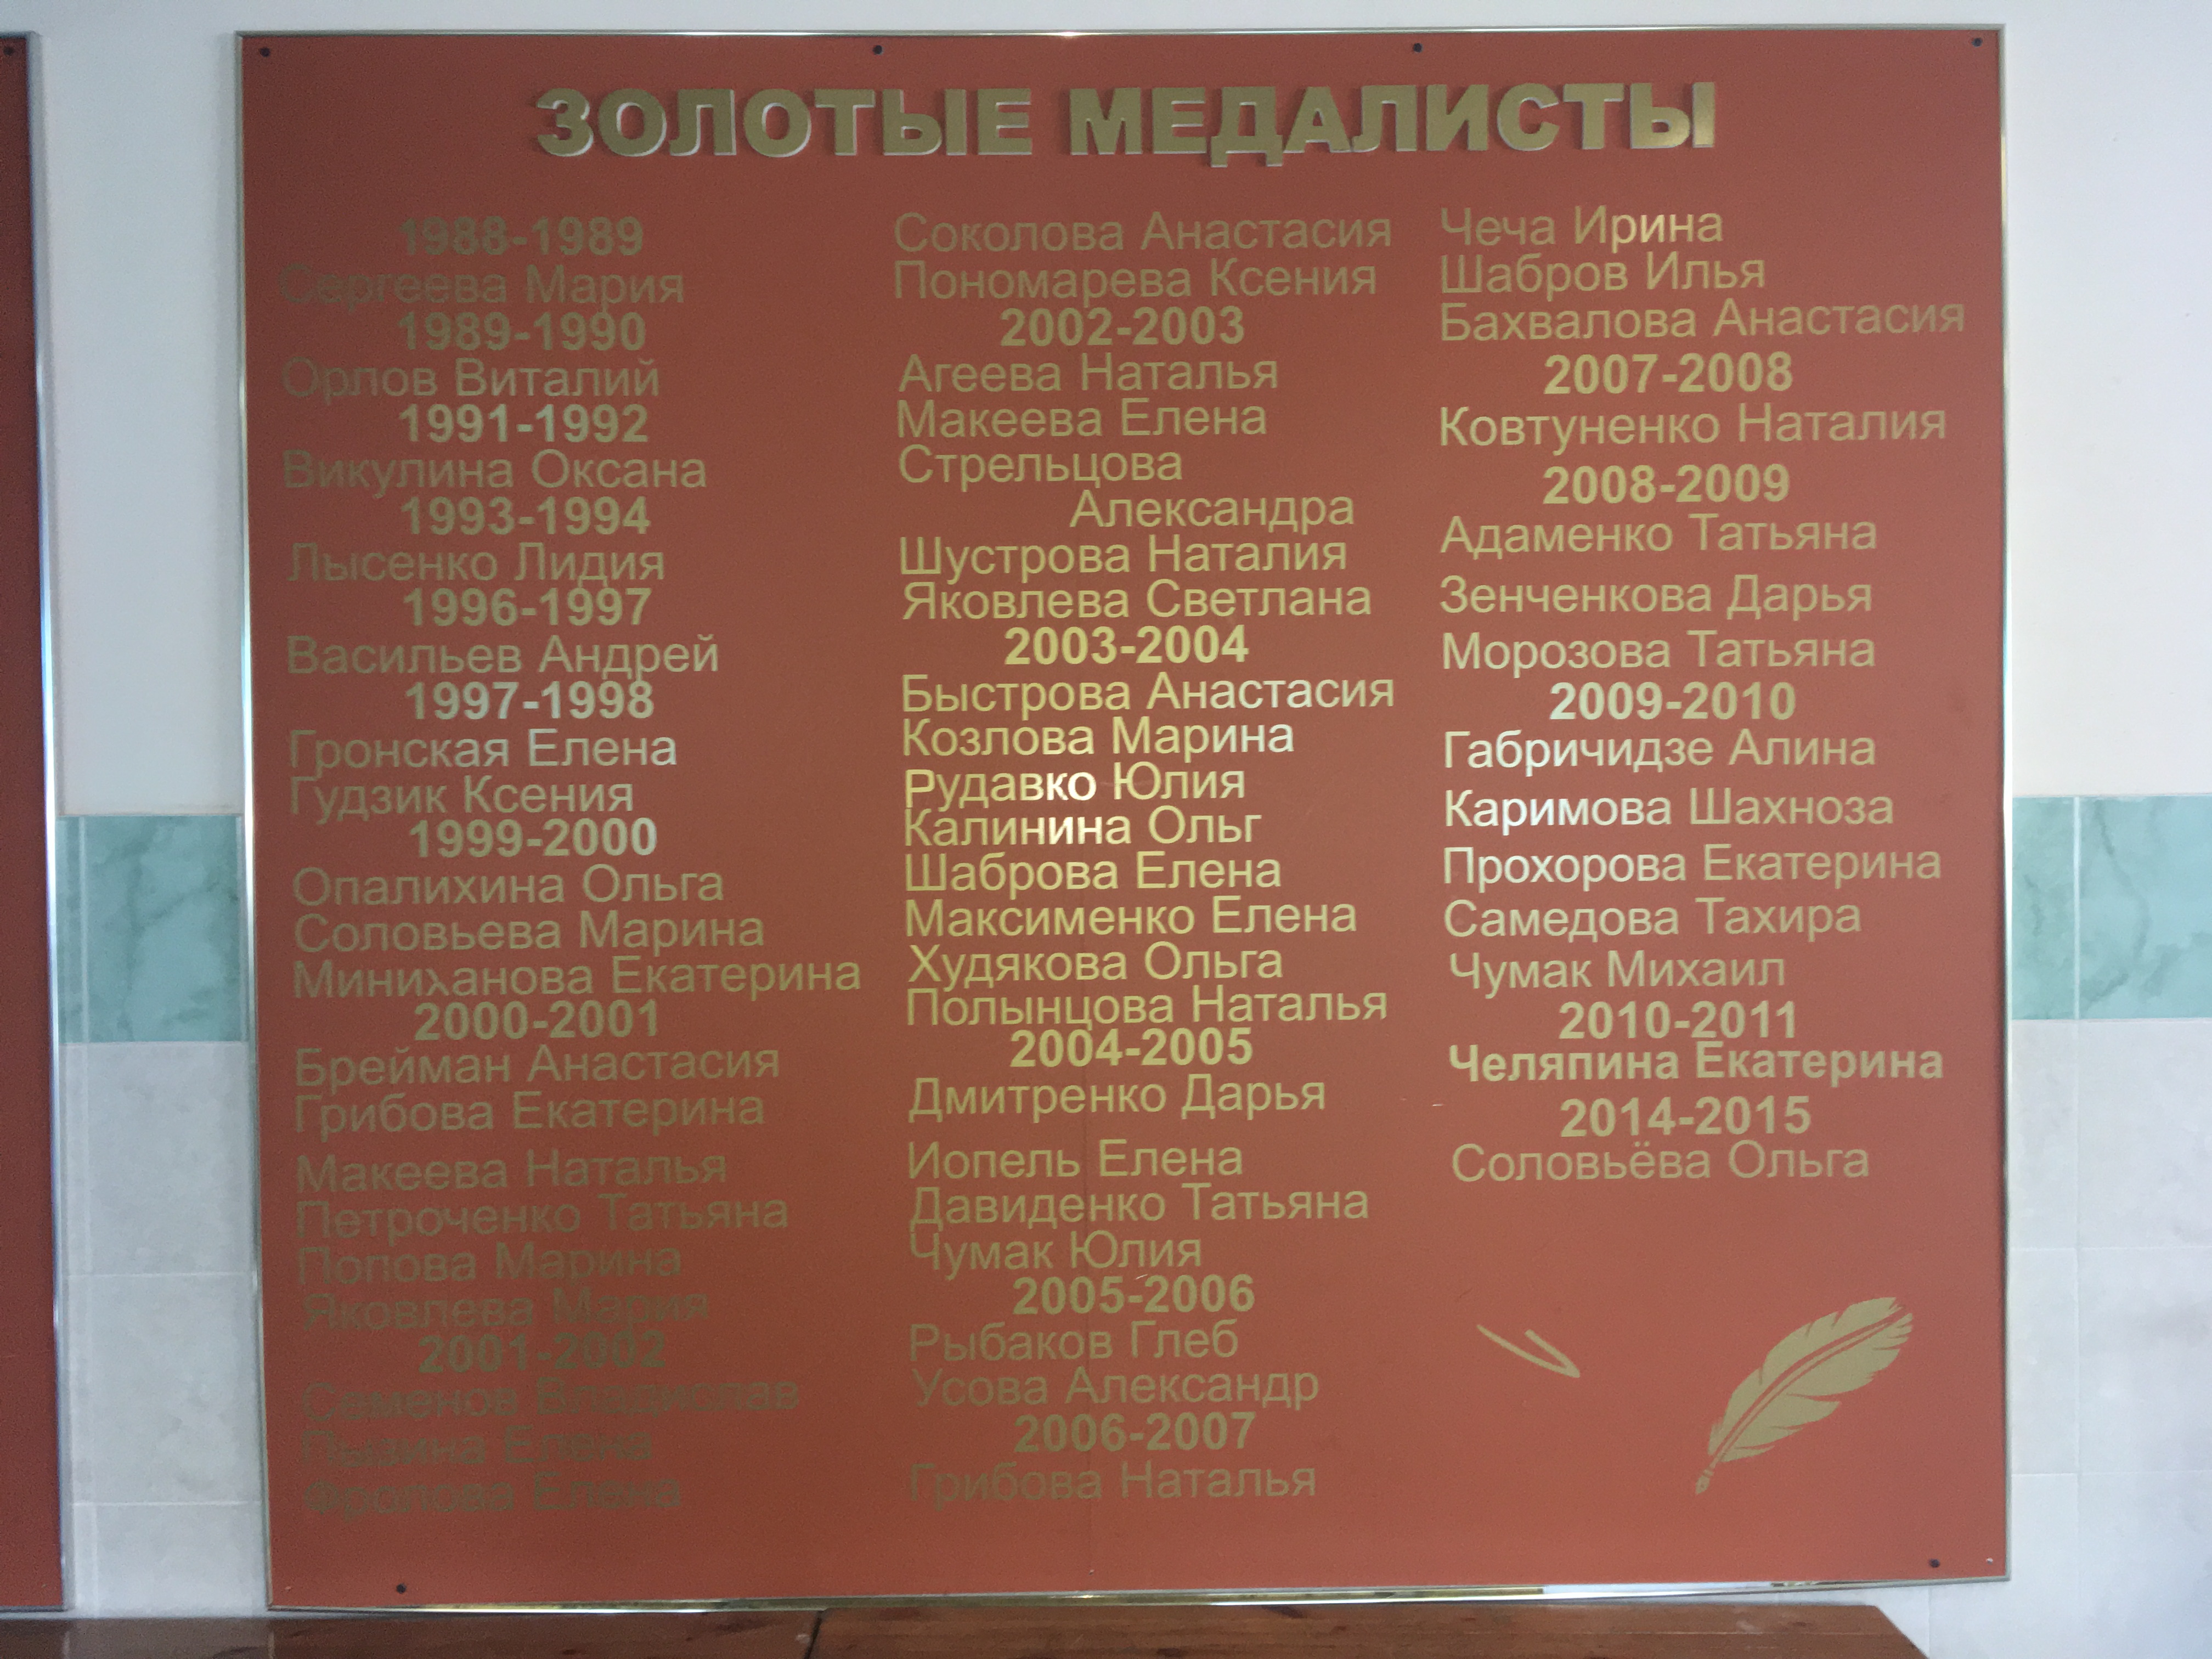 ЗОЛОТЫЕ МЕДАЛИСТЫ
1988-1989
Сергеева Мария
1989-1990
Орлов Виталий
1991-1992
Викулина Оксана
1993-1994
Лысенко Лидия
1996-1997
Васильев Андрей
1997-1998
Гронская Елена
Гудзик Ксения
1999-2000
Опалихина Ольга
Соловьева Марина
Миниханова Екатерина
2000-2001
Брейман Анастасия
Грибова Екатерина
Макеева Наталья
Петроченко Татьяна
Попова Марина
Яковлева Мария
2001-2002
Семенов Владислав
Пызина Елена
Фролова Елена
Соколова Анастасия
Пономарева Ксения
2002-2003
Агеева Наталья
Макеева Елена
Стрельцова
Александра
Шустрова Наталия
Яковлева Светлана
2003-2004
Быстрова Анастасия
Козлова Марина
Рудавко Юлия
Калинина Ольг
Шаброва Елена
Максименко Елена
Худякова Ольга
Полынцова Наталья
2004-2005
Дмитренко Дарья
Иопель Елена
Давиденко Татьяна
Чумак Юлия
2005-2006
Рыбаков Глеб
Усова Александр
2006-2007
Грибова Наталья
Чеча Ирина
Шабров Илья
Бахвалова Анастасия
2007-2008
Ковтуненко Наталия
2008-2009
Адаменко Татьяна
Зенченкова Дарья
Морозова Татьяна
2009-2010
Габричидзе Алина
Каримова Шахноза
Прохорова Екатерина
Самедова Тахира
Чумак Михаил
2010-2011
Челяпина Екатерина
2014-2015
Соловьёва Ольга